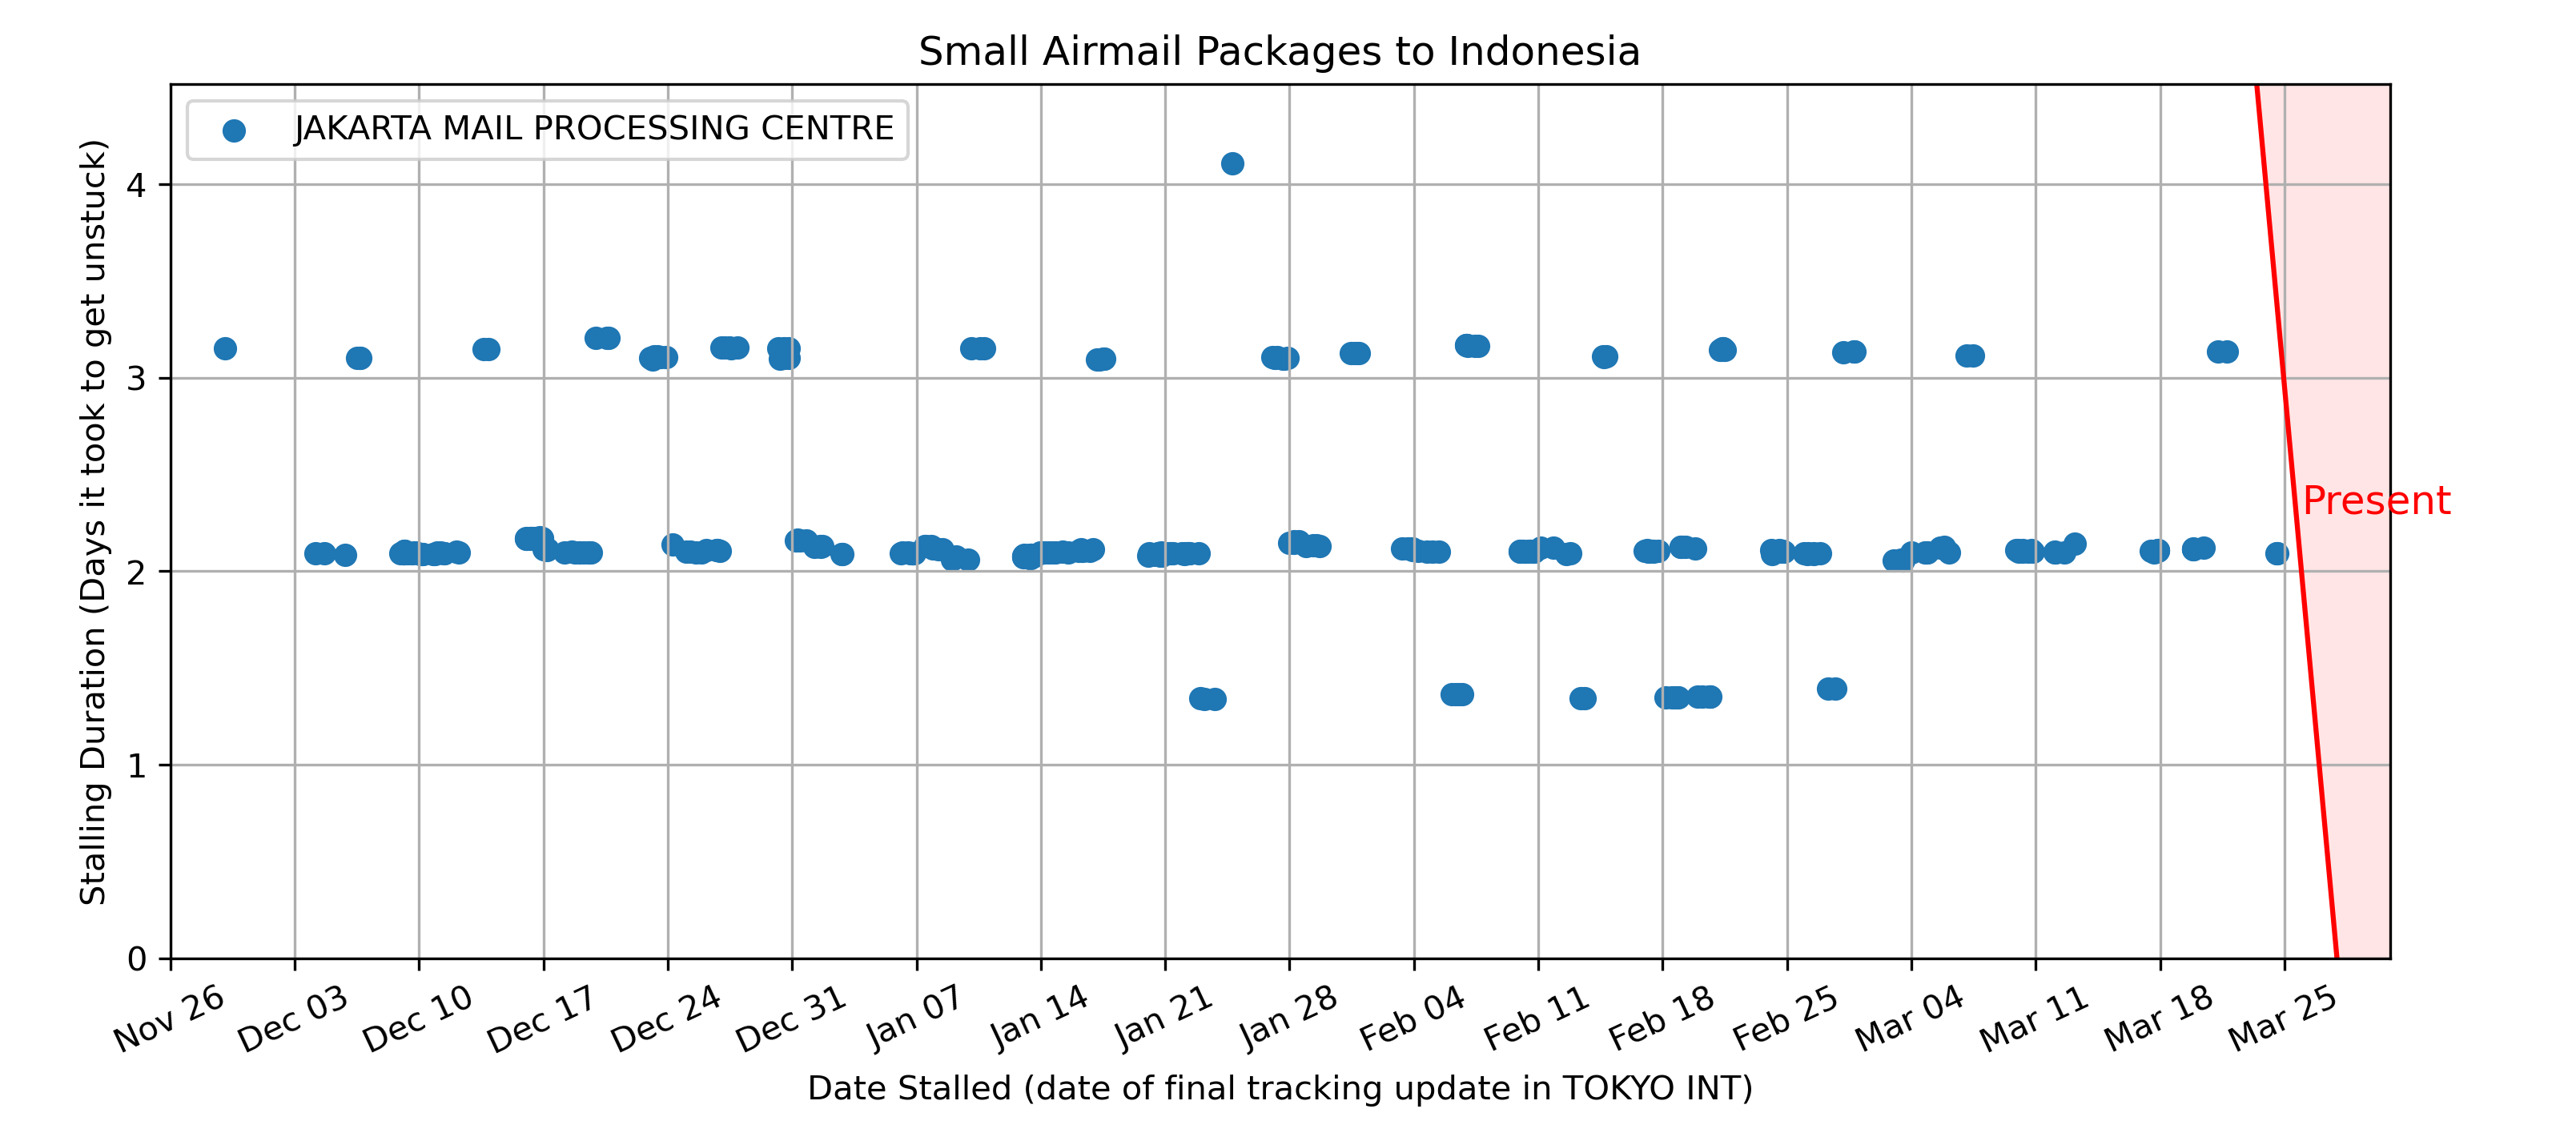 Small Airmail Packages to Indonesia
JAKARTA MAIL PROCESSING CENTRE
Stalling Duration (Days it took to get unstuck)
4
3
2
1
0
Present
Nov 26
Dec 03
Dec 10
Dec 17
Dec 24
Dec 31
Jan 07
Jan 14
Jan 21
Jan 28
Feb 04
Feb 11
Feb 18
Feb 25
Mar 04
Mar 11
Mar 18
Mar 25
Date Stalled (date of final tracking update in TOKYO INT)